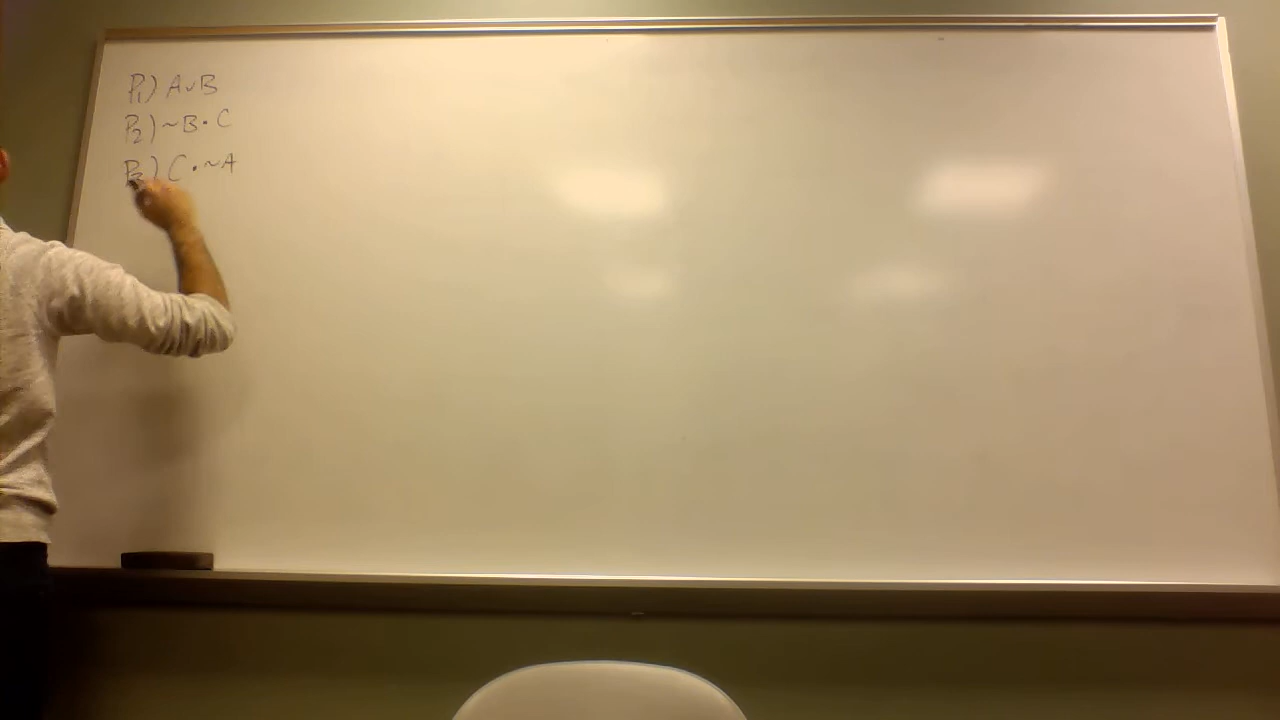 P1) A∨B
P2) ~B • C
P3) C • ~A